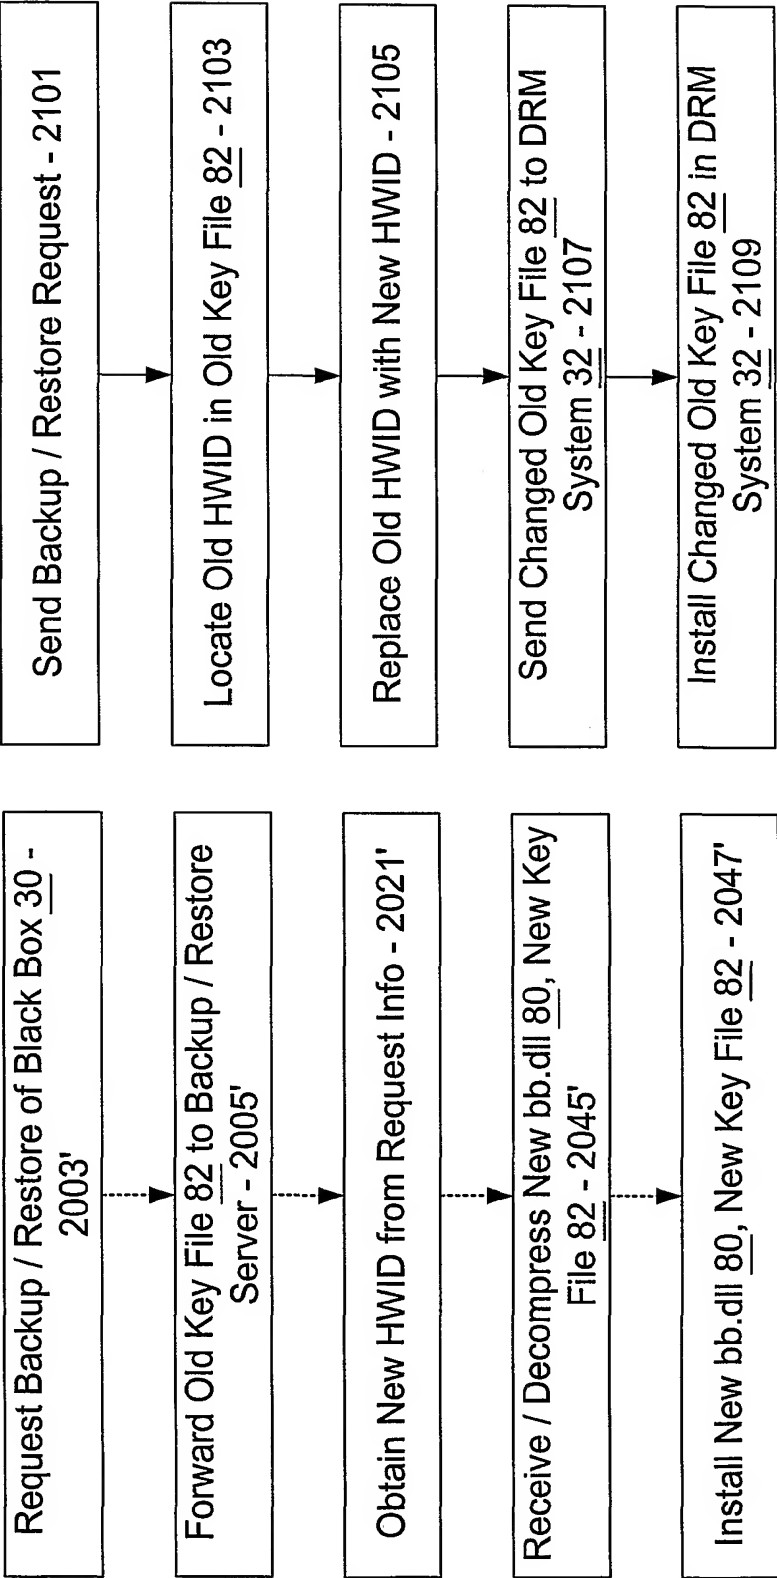 Request Backup / Restore of Black Box 30 -
2003'
Forward Old Key File 82 to Backup / Restore
Server - 2005'
Obtain New HWID from Request Info - 2021'
Receive / Decompress New bb.dll 80, New Key
File 82 - 2045'
Install New bb.dll 80, New Key File 82 - 2047'
Send Backup / Restore Request - 2101
Locate Old HWID in Old Key File 82 - 2103
Replace Old HWID with New HWID - 2105
Send Changed Old Key File 82 to DRM
System 32 - 2107
Install Changed Old Key File 82 in DRM
System 32 - 2109